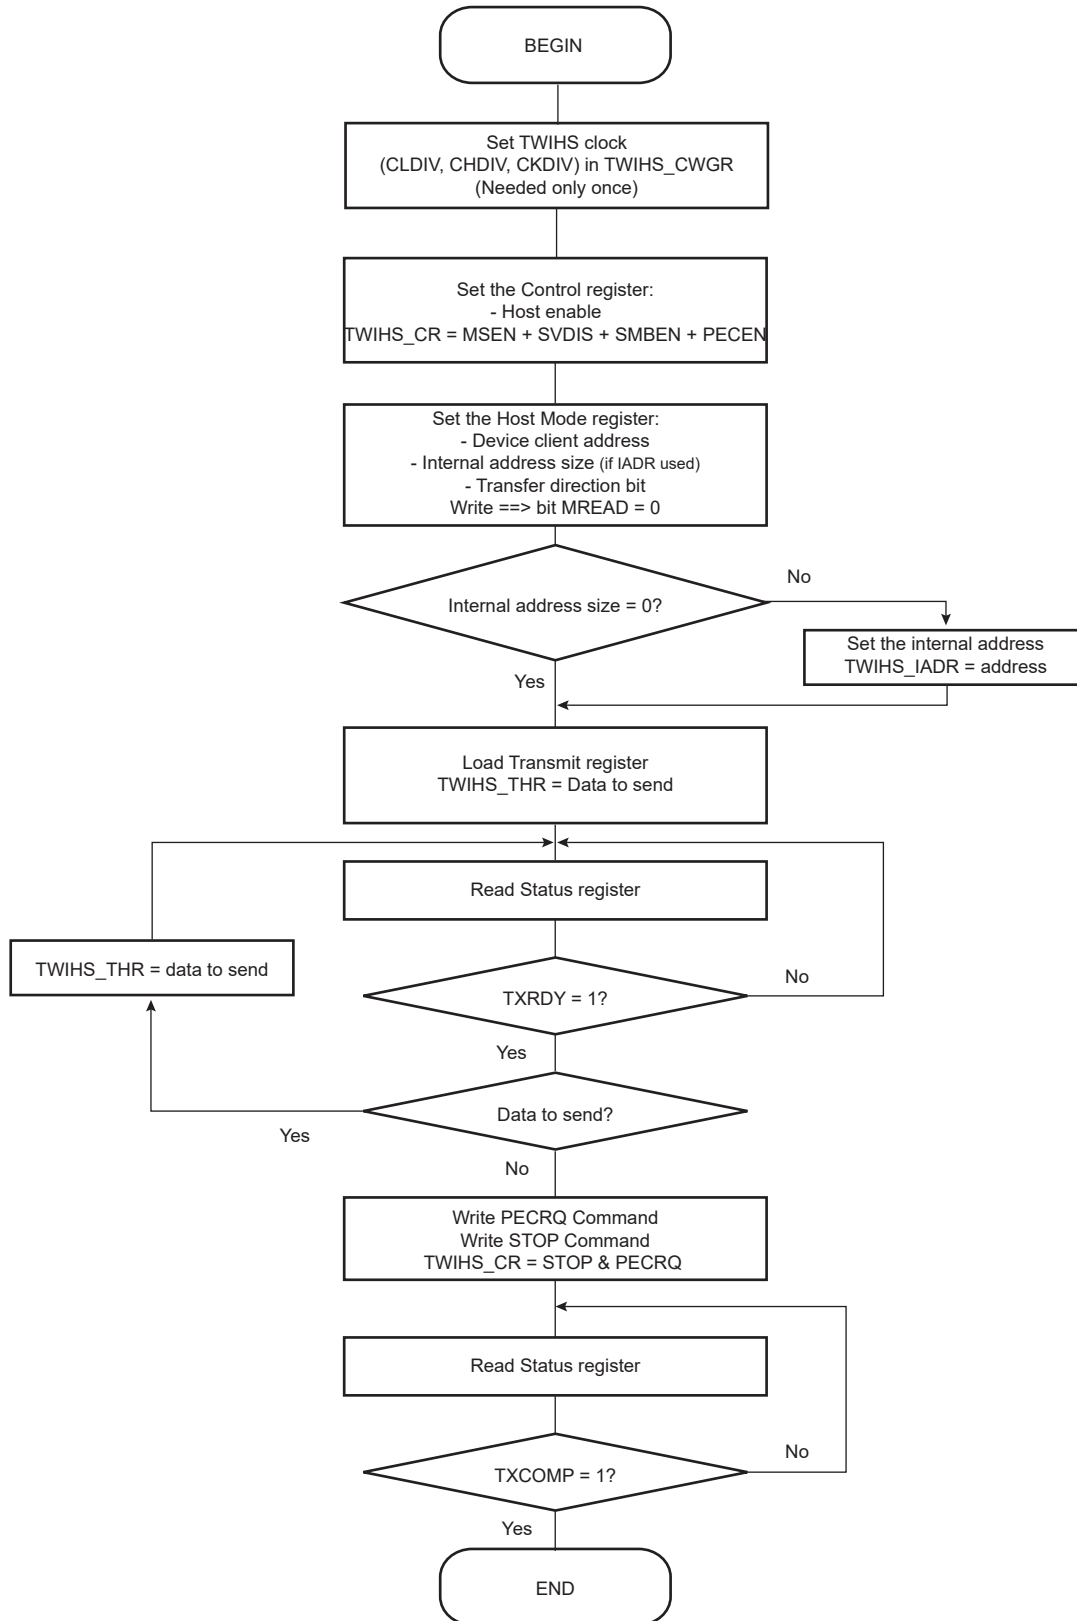 BEGIN
Set TWIHS clock
(CLDIV, CHDIV, CKDIV) in TWIHS_CWGR
(Needed only once)
Set the Control register:
- Host enable
TWIHS_CR = MSEN + SVDIS + SMBEN + PECEN
Set the Host Mode register:
- Device client address
- Internal address size (if IADR used)
- Transfer direction bit
Write ==> bit MREAD = 0
No
Internal address size = 0?
Set the internal address
TWIHS_IADR = address
Yes
Load Transmit register
TWIHS_THR = Data to send
Read Status register
TWIHS_THR = data to send
No
TXRDY = 1?
Yes
Data to send?
Yes
No
Write PECRQ Command
Write STOP Command
TWIHS_CR = STOP & PECRQ
Read Status register
No
TXCOMP = 1?
Yes
END